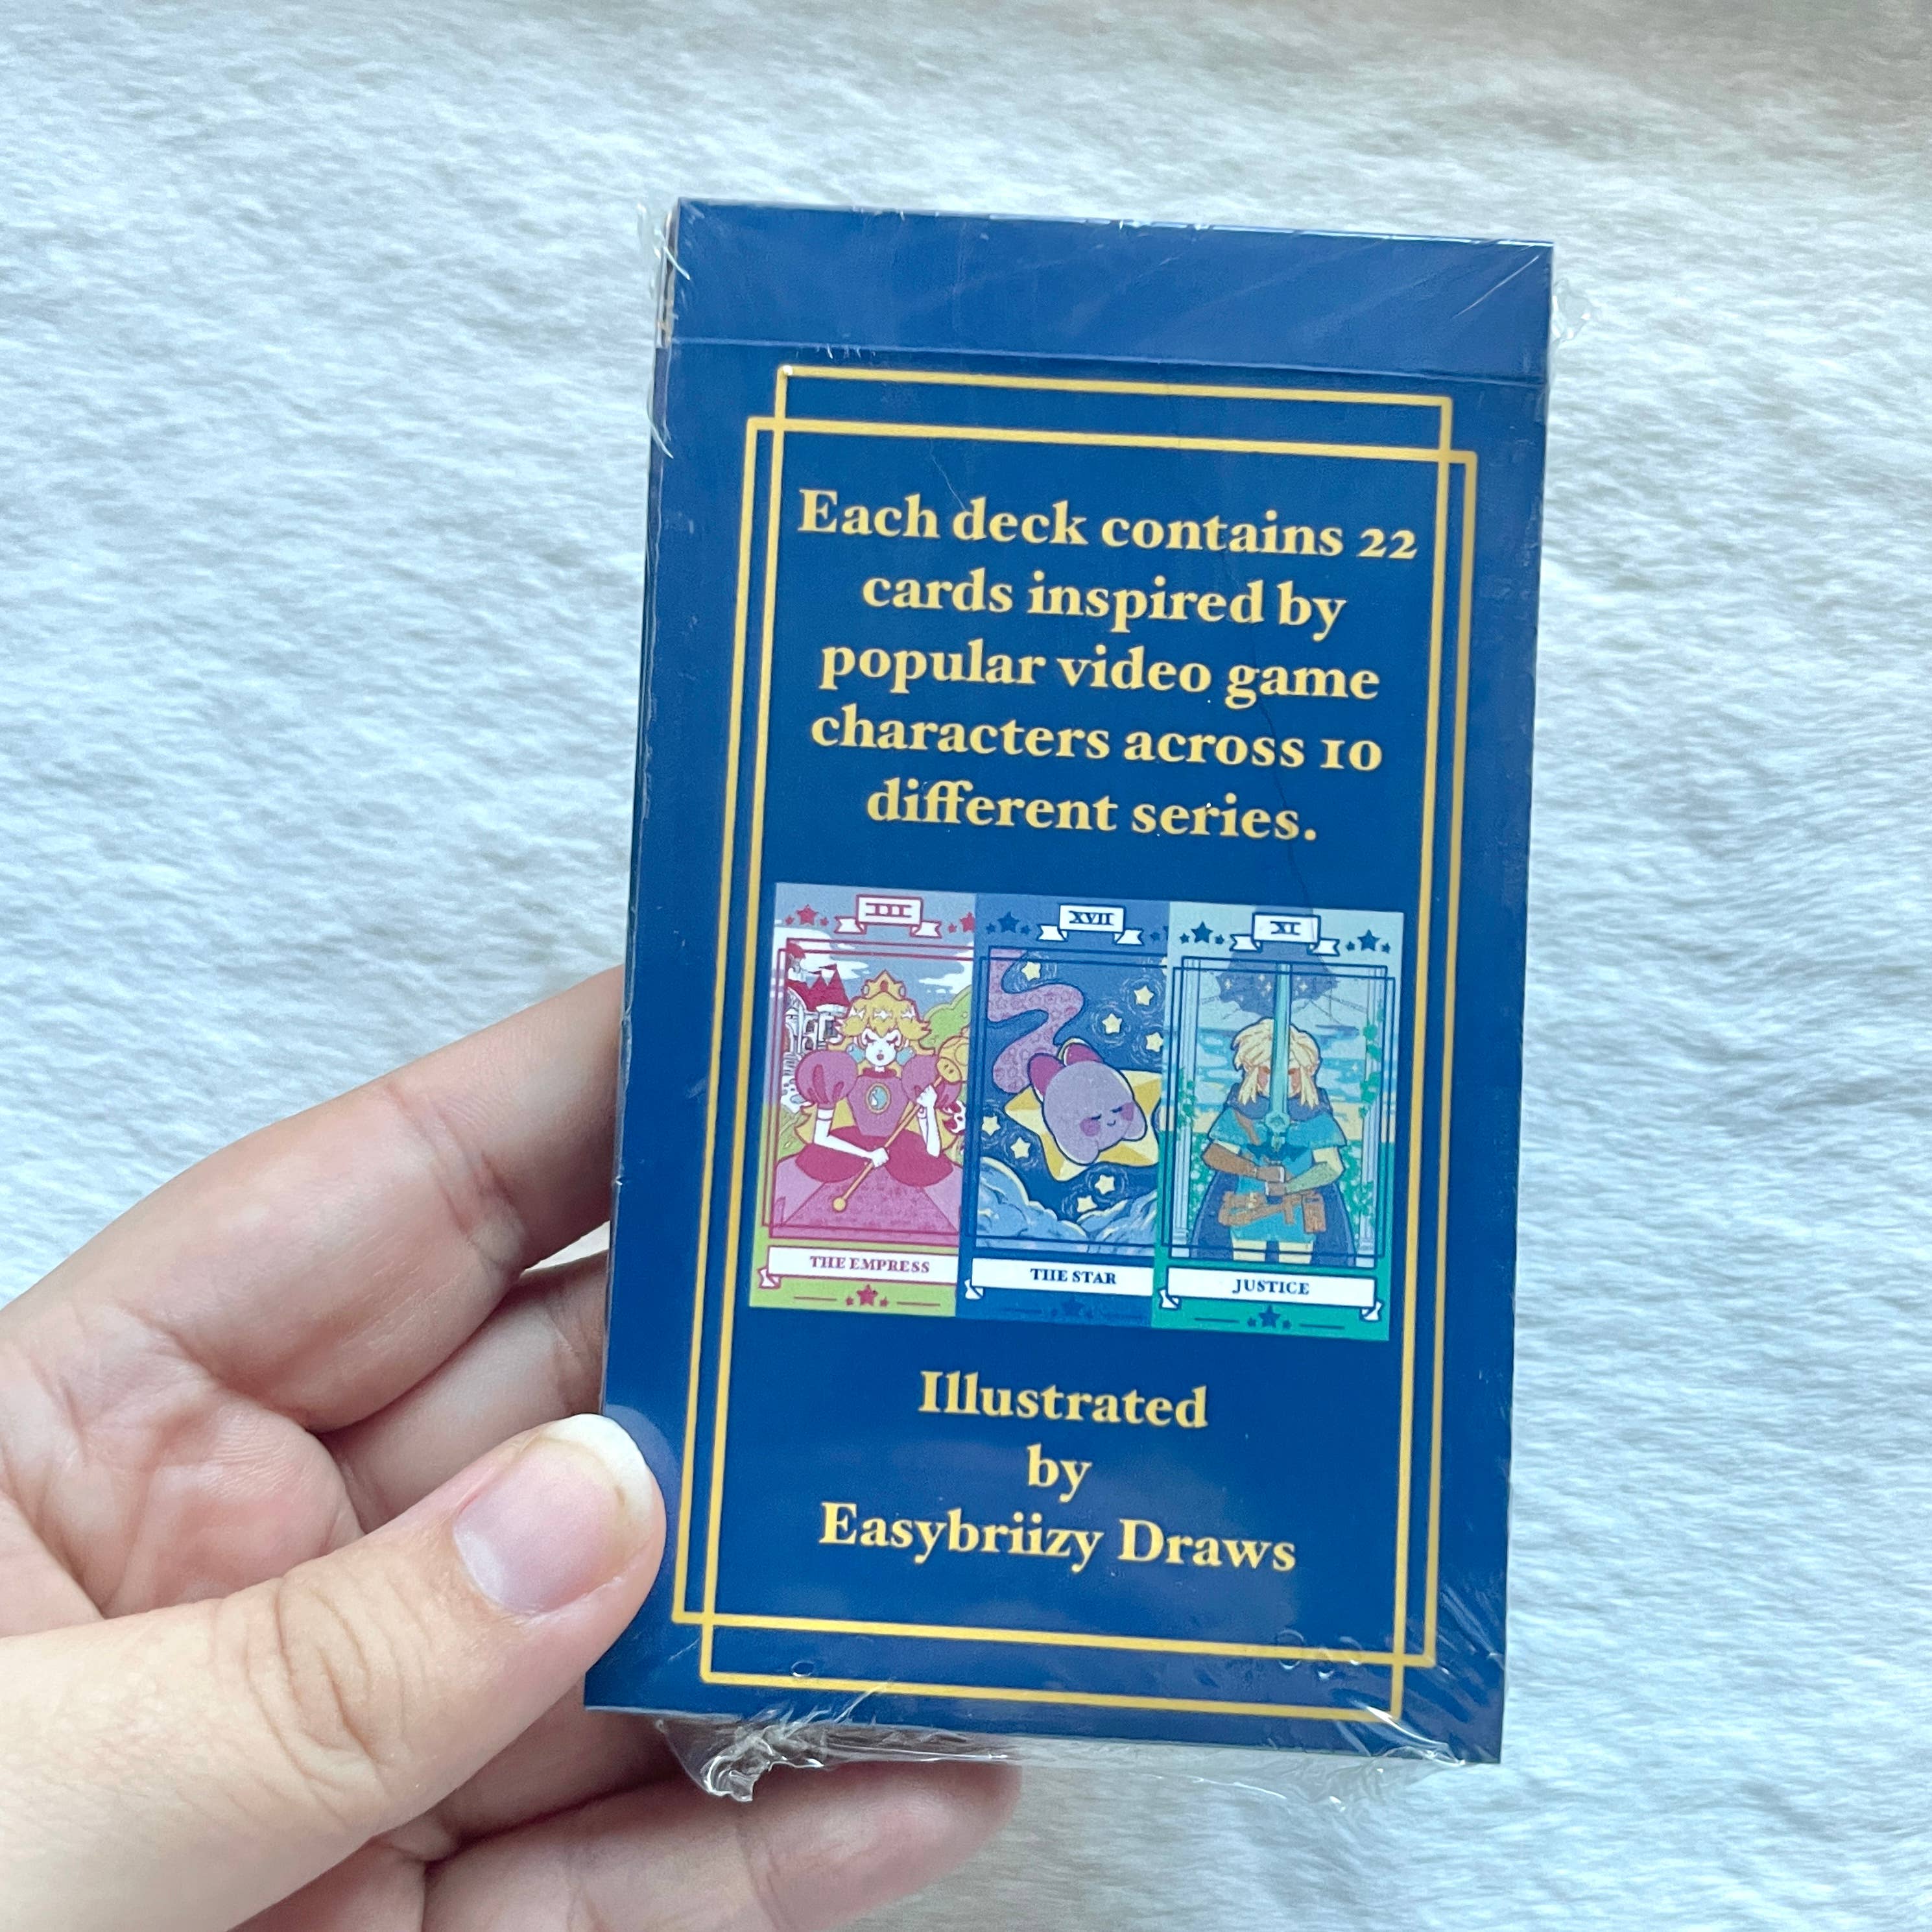 Each deck contains 22
cards inspired by
popular video game
characters across 10
different series.
III
XVII
XI
THE EMPRESS
THE STAR
JUSTICE
Illustrated
by
Easybriizy Draws